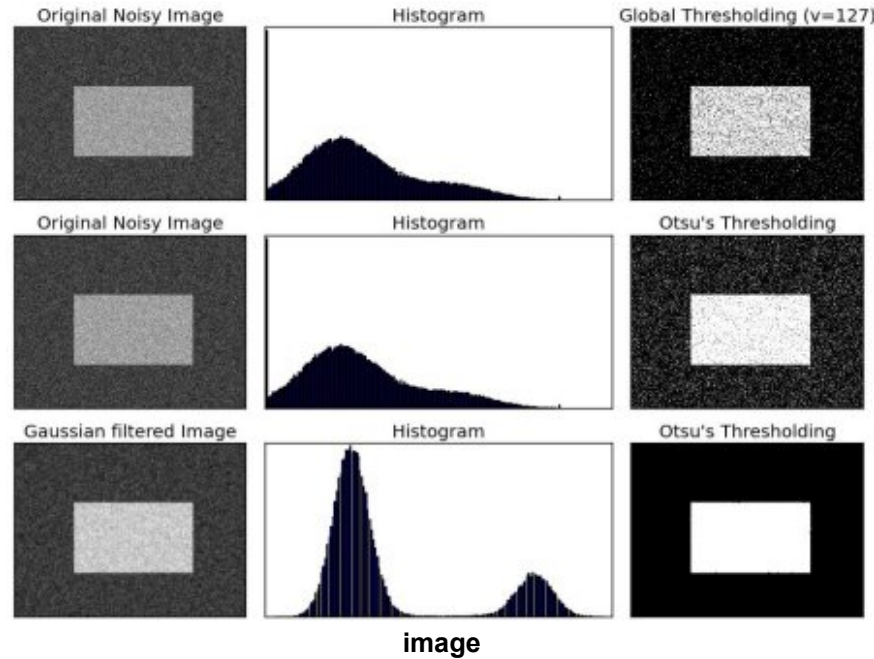 Original Noisy Image Histogram Global Thresholding (v=127)
Original Noisy Image Histogram Otsu's Thresholding
Gaussian filtered Image Histogram Otsu's Thresholding
image